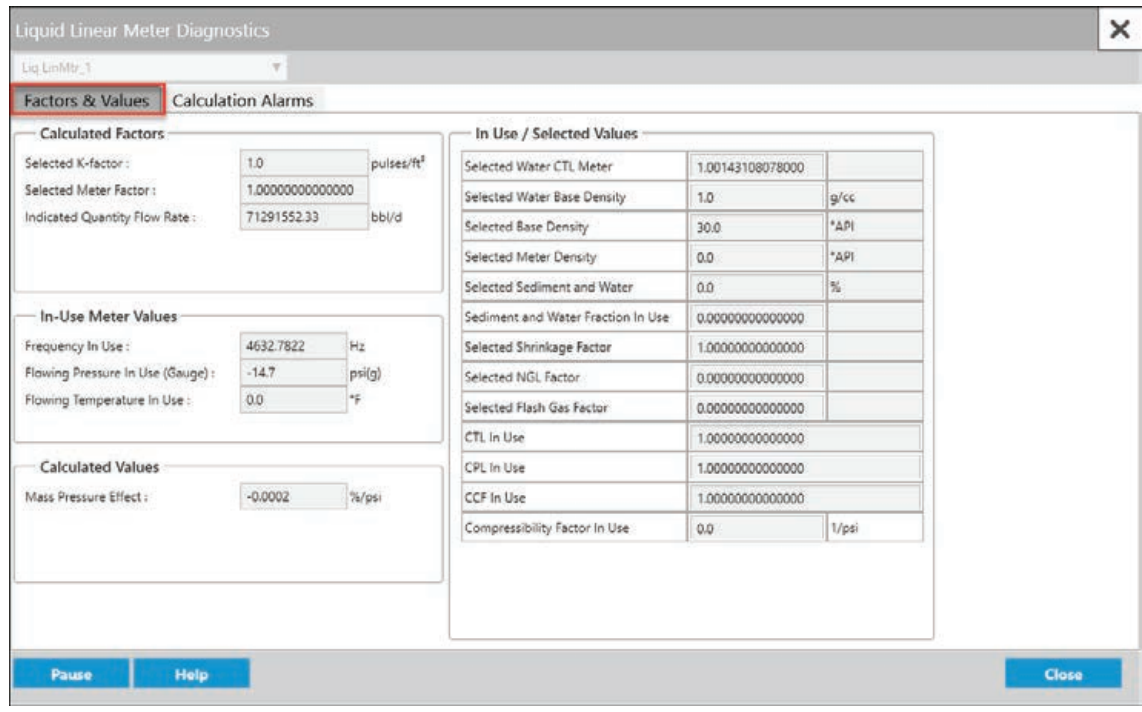 Liquid Linear Meter Diagnostics
Liq LinMtr_1
Factors & Values Calculation Alarms
Calculated Factors
Selected K-factor : 1.0 pulses/ft³
Selected Meter Factor : 1.00000000000000
Indicated Quantity Flow Rate : 71291552.33 bbl/d
In-Use Meter Values
Frequency In Use : 4632.7822 Hz
Flowing Pressure In Use (Gauge) : -14.7 psi(g)
Flowing Temperature In Use : 0.0 °F
Calculated Values
Mass Pressure Effect : -0.0002 %/psi
In Use / Selected Values
Selected Water CTL Meter 1.00143108078000
Selected Water Base Density 1.0 g/cc
Selected Base Density 30.0 °API
Selected Meter Density 0.0 °API
Selected Sediment and Water 0.0 %
Sediment and Water Fraction In Use 0.00000000000000
Selected Shrinkage Factor 1.00000000000000
Selected NGL Factor 0.00000000000000
Selected Flash Gas Factor 0.00000000000000
CTL In Use 1.00000000000000
CPL In Use 1.00000000000000
CCF In Use 1.00000000000000
Compressibility Factor In Use 0.0 1/psi
Pause Help Close